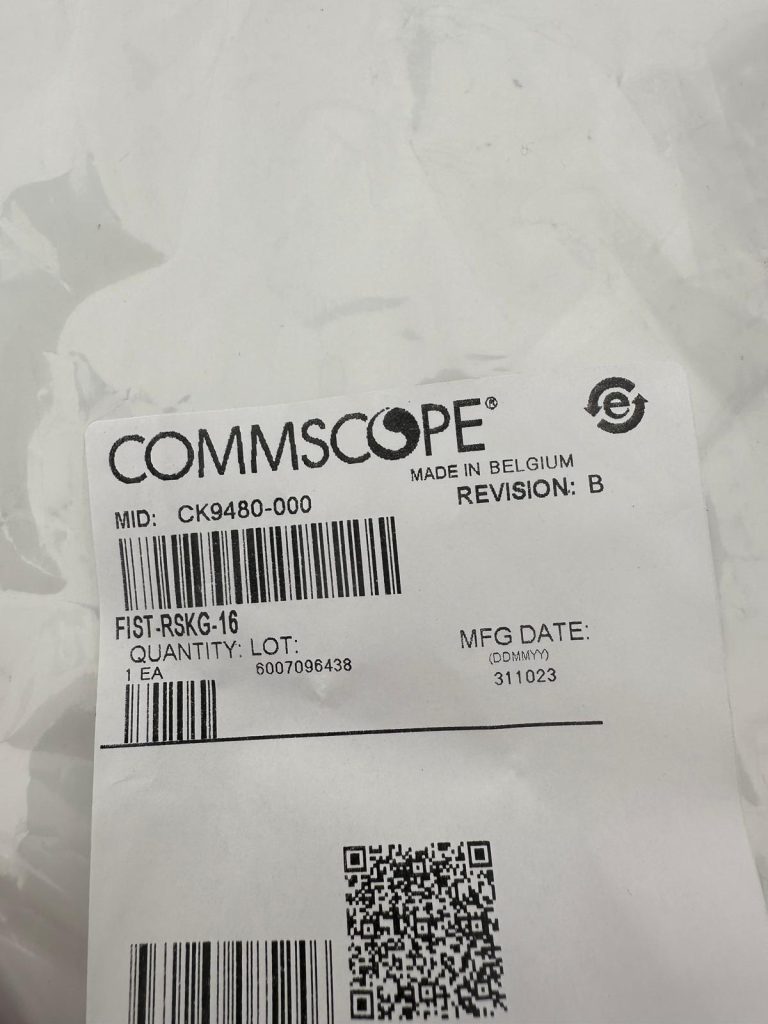 COMMSCOPE®
MADE IN BELGIUM
MID: CK9480-000
REVISION: B
FIST-RSKG-16
QUANTITY: LOT:
1 EA
6007096438
MFG DATE:
(DDMMYY)
311023
e